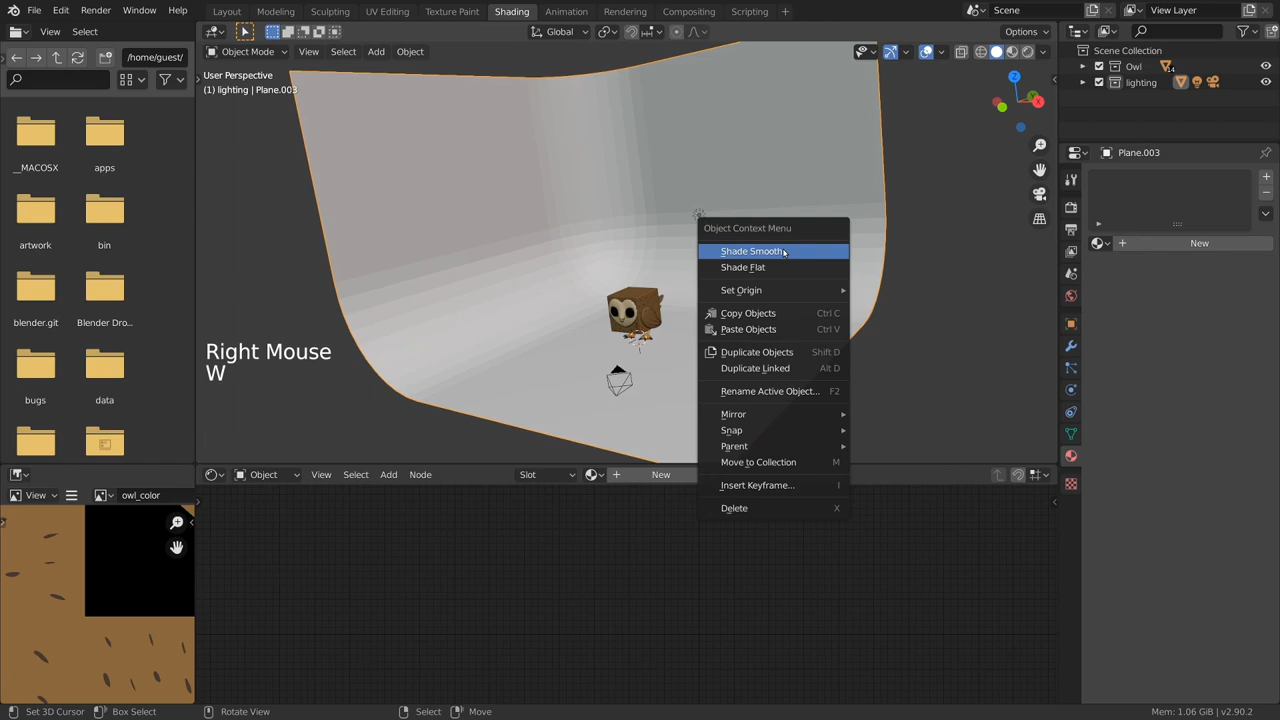 File Edit Render Window Help Layout Modeling Sculpting UV Editing Texture Paint Shading Animation Rendering Compositing Scripting + Scene View Layer
View Select Global Options
/home/guest/ Object Mode View Select Add Object
Scene Collection
Owl 14
lighting
User Perspective
(1) lighting | Plane.003
Z
Y
X
Plane.003
__MACOSX apps
artwork bin
blender.git Blender Dro...
bugs data
Object Context Menu
Shade Smooth
Shade Flat
Set Origin
Copy Objects Ctrl C
Paste Objects Ctrl V
Duplicate Objects Shift D
Duplicate Linked Alt D
Rename Active Object... F2
Mirror
Snap
Parent
Move to Collection M
Insert Keyframe... I
Delete X
New
Right Mouse
W
Object View Select Add Node Slot New
View owl_color
Set 3D Cursor Box Select Rotate View Select Move Mem: 1.06 GiB | v2.90.2